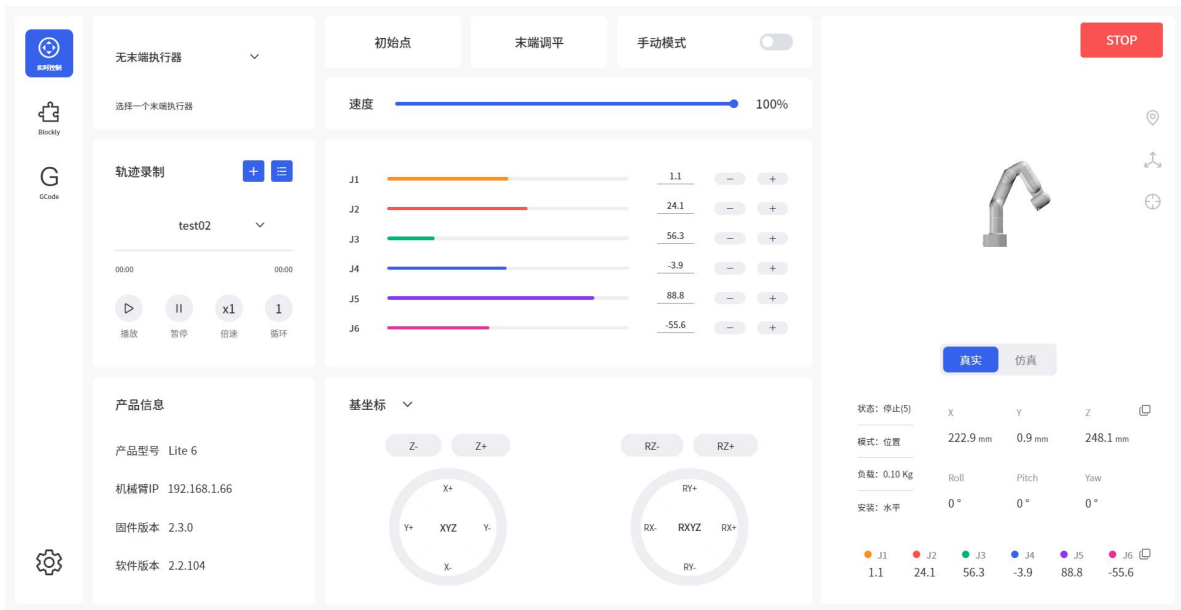 实时控制
Blockly
G
GCode
无末端执行器
选择一个末端执行器
初始点
末端调平
手动模式
速度
100%
STOP
轨迹录制
test02
00:00
00:00
x1
1
播放
暂停
倍速
循环
J1
1.1
J2
24.1
J3
56.3
J4
-3.9
J5
88.8
J6
-55.6
产品信息
产品型号 Lite 6
机械臂IP 192.168.1.66
固件版本 2.3.0
软件版本 2.2.104
基坐标
Z-
Z+
X+
Y+
XYZ
Y-
X-
RZ-
RZ+
RY+
RX-
RXYZ
RX+
RY-
真实
仿真
状态: 停止(5)
模式: 位置
负载: 0.10 Kg
安装: 水平
X Y Z
222.9 mm 0.9 mm 248.1 mm
Roll Pitch Yaw
0 ° 0 ° 0 °
J1 J2 J3 J4 J5 J6
1.1 24.1 56.3 -3.9 88.8 -55.6